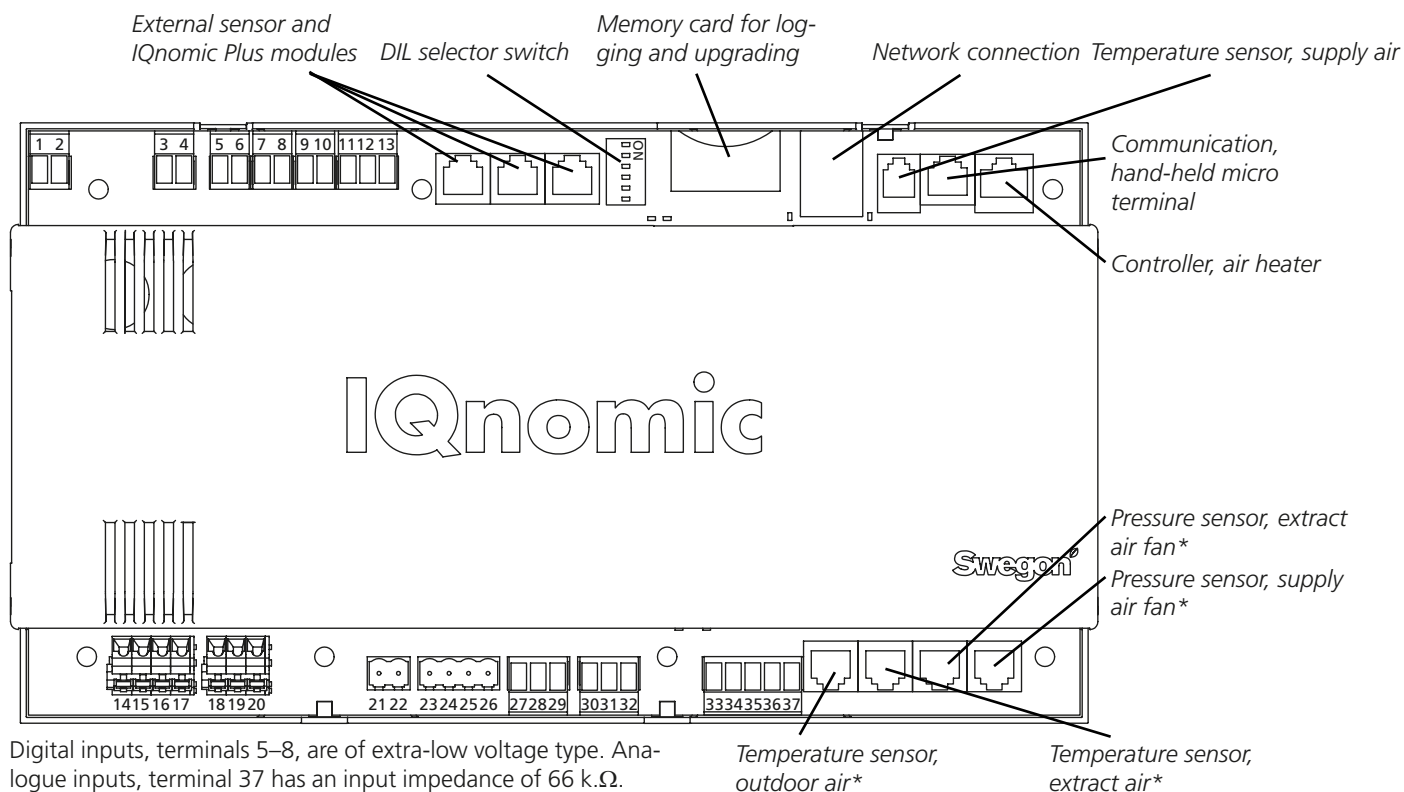 External sensor and
IQnomic Plus modules
DIL selector switch
Memory card for log-
ging and upgrading
Network connection
Temperature sensor, supply air
Communication,
hand-held micro
terminal
Controller, air heater
1 2
3 4
5 6
7 8
9 10
11 12 13
ON
IQnomic
Swegon
Pressure sensor, extract
air fan*
Pressure sensor, supply
air fan*
14 15 16 17
18 19 20
21 22
23 24 25 26
27 28 29
30 31 32
33 34 35 36 37
Digital inputs, terminals 5–8, are of extra-low voltage type. Ana-
logue inputs, terminal 37 has an input impedance of 66 k.Ω.
Temperature sensor,
outdoor air*
Temperature sensor,
extract air*